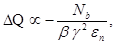 ΔQ ∝ − N_b / (β γ² ε_n),